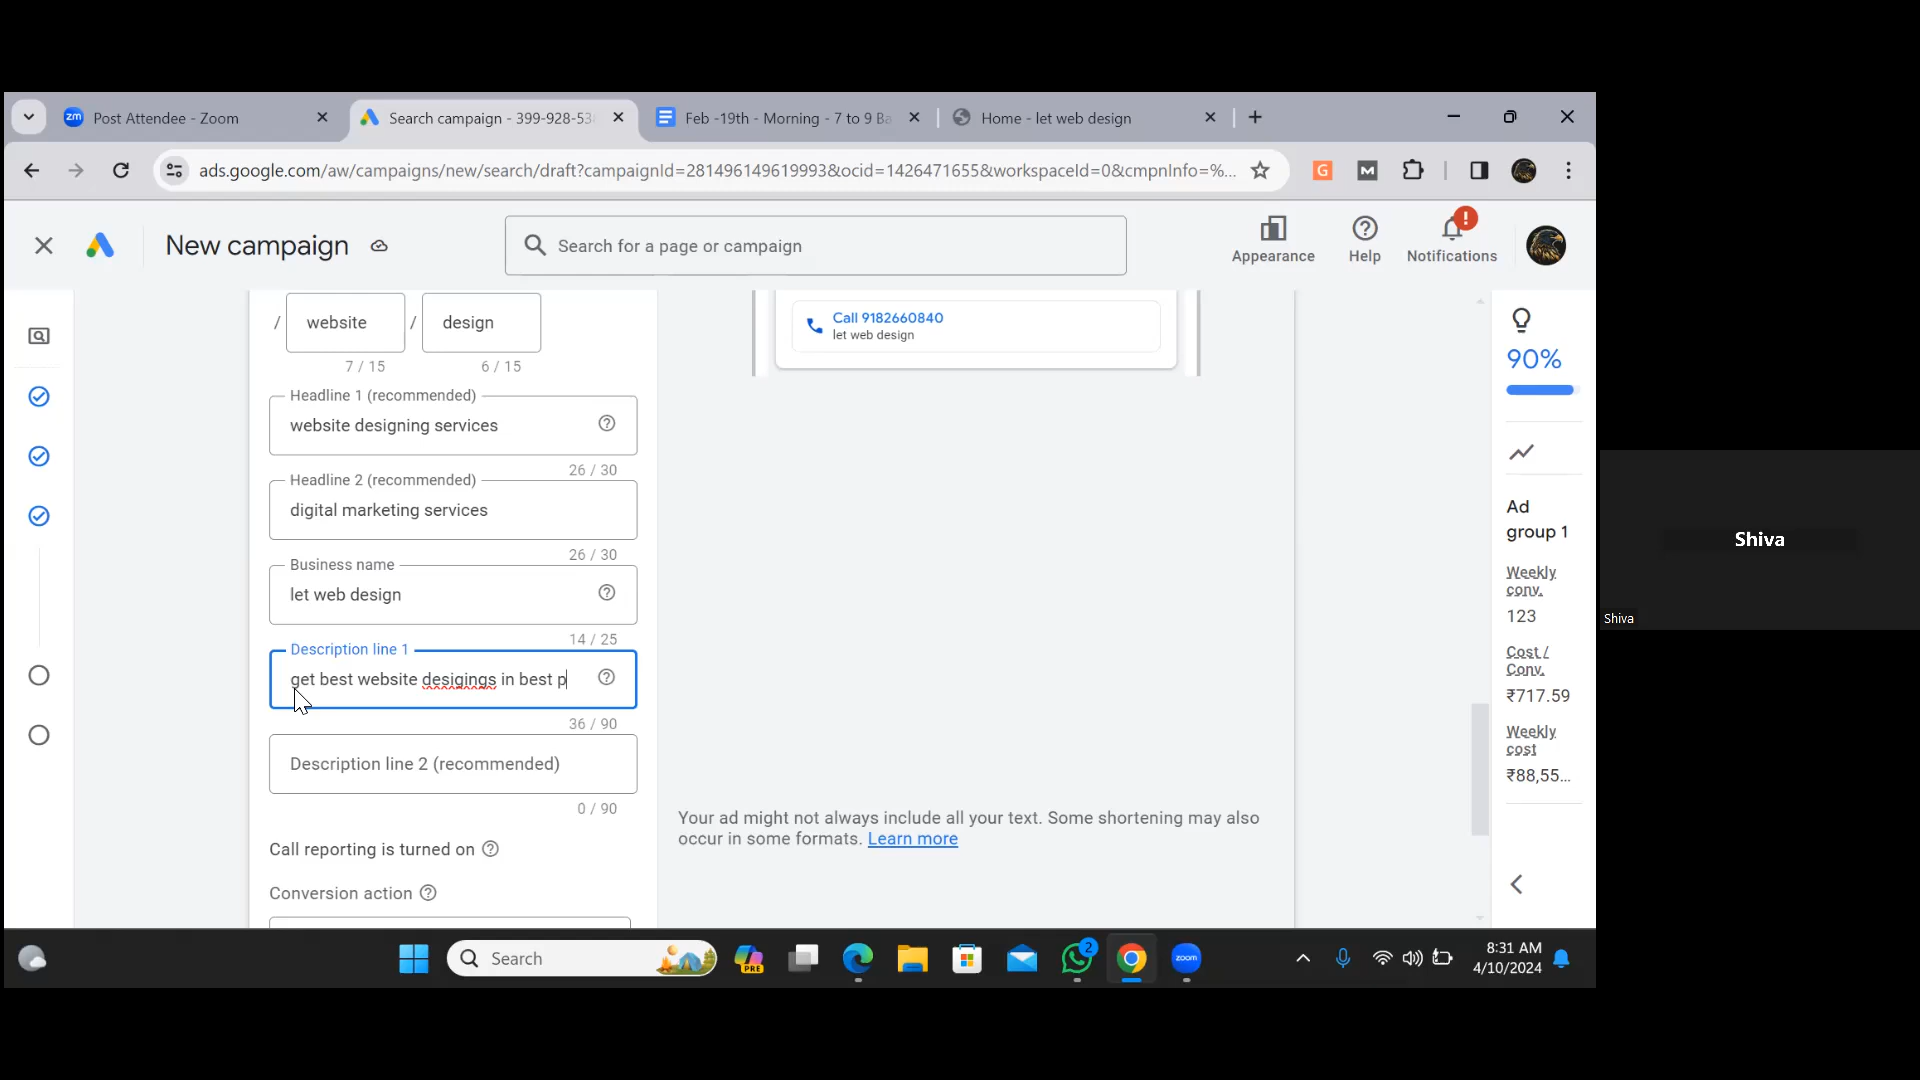 Post Attendee - Zoom
Search campaign - 399-928-53
Feb -19th - Morning - 7 to 9 Ba
Home - let web design
ads.google.com/aw/campaigns/new/search/draft?campaignId=281496149619993&ocid=1426471655&workspaceId=0&cmpnInfo=%...
New campaign
Search for a page or campaign
Appearance
Help
Notifications
/ website / design
7 / 15
6 / 15
Headline 1 (recommended)
website designing services
26 / 30
Headline 2 (recommended)
digital marketing services
26 / 30
Business name
let web design
14 / 25
Description line 1
get best website desigings in best p
36 / 90
Description line 2 (recommended)
0 / 90
Call reporting is turned on
Conversion action
Call 9182660840
let web design
Your ad might not always include all your text. Some shortening may also
occur in some formats. Learn more
90%
Ad
group 1
Weekly
conv.
123
Cost /
Conv.
₹717.59
Weekly
cost
₹88,55...
Shiva
Shiva
Search
PRE
2
zoom
8:31 AM
4/10/2024